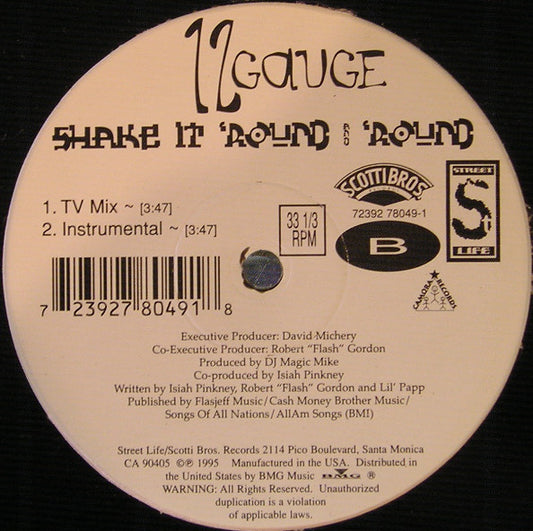 12 GAUGE
SHAKE IT 'ROUND AND 'ROUND
SCOTTI BROS.
72392 78049-1
STREET
St
LIFE
1. TV Mix ~ [3:47]
2. Instrumental ~ [3:47]
33 1/3
RPM
B
CAMORA RECORDS
7 23927 80491 8
Executive Producer: David Michery
Co-Executive Producer: Robert "Flash" Gordon
Produced by DJ Magic Mike
Co-produced by Isiah Pinkney
Written by Isiah Pinkney, Robert "Flash" Gordon and Lil' Papp
Published by Flasjeff Music/Cash Money Brother Music/
Songs Of All Nations/AllAm Songs (BMI)
Street Life/Scotti Bros. Records 2114 Pico Boulevard, Santa Monica
CA 90405 ©℗ 1995 Manufactured in the USA. Distributed in
the United States by BMG Music BMG ®
WARNING: All Rights Reserved. Unauthorized
duplication is a violation
of applicable laws.